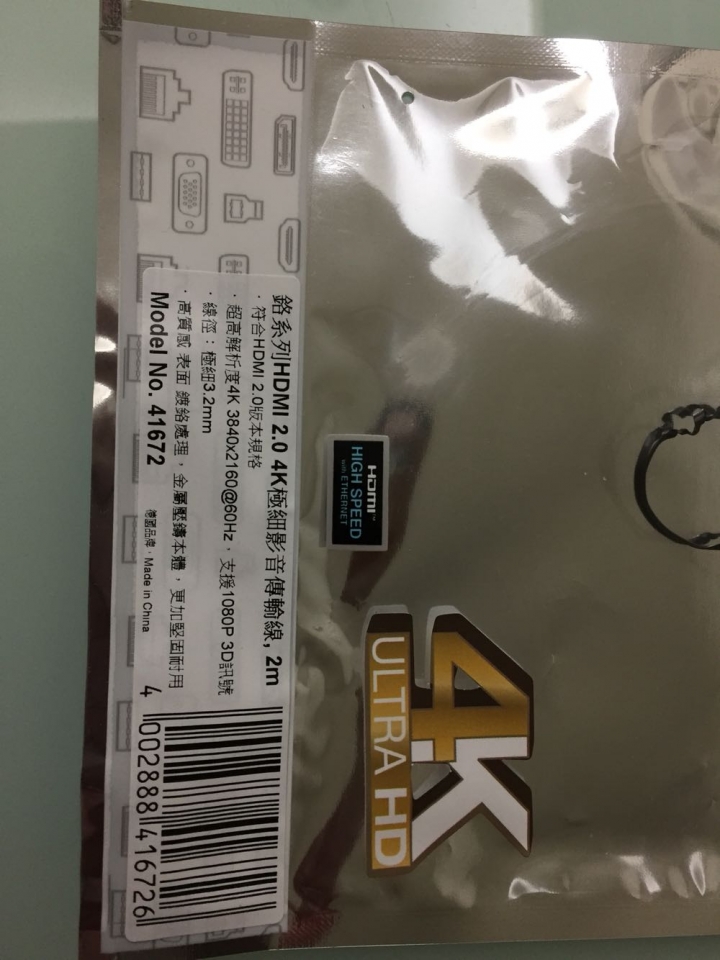 鉻系列HDMI 2.0 4K極細影音傳輸線, 2m
· 符合HDMI 2.0版本規格
· 超高解析度4K 3840x2160@60Hz，支援1080P 3D訊號
· 線徑：極細3.2mm
· 高質感 表面 鍍鉻處理，金屬壓鑄本體，更加堅固耐用
Model No. 41672
德國品牌 · Made in China
4 002888 416726
HDMI™
HIGH SPEED
with ETHERNET
4K
ULTRA HD